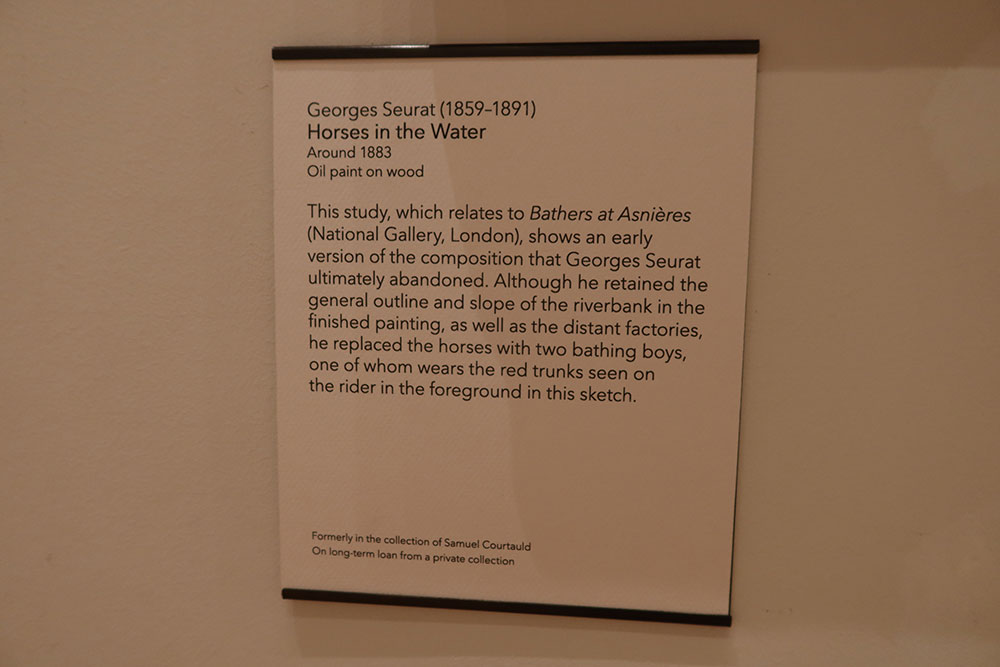 Georges Seurat (1859–1891)
Horses in the Water
Around 1883
Oil paint on wood
This study, which relates to Bathers at Asnières
(National Gallery, London), shows an early
version of the composition that Georges Seurat
ultimately abandoned. Although he retained the
general outline and slope of the riverbank in the
finished painting, as well as the distant factories,
he replaced the horses with two bathing boys,
one of whom wears the red trunks seen on
the rider in the foreground in this sketch.
Formerly in the collection of Samuel Courtauld
On long-term loan from a private collection